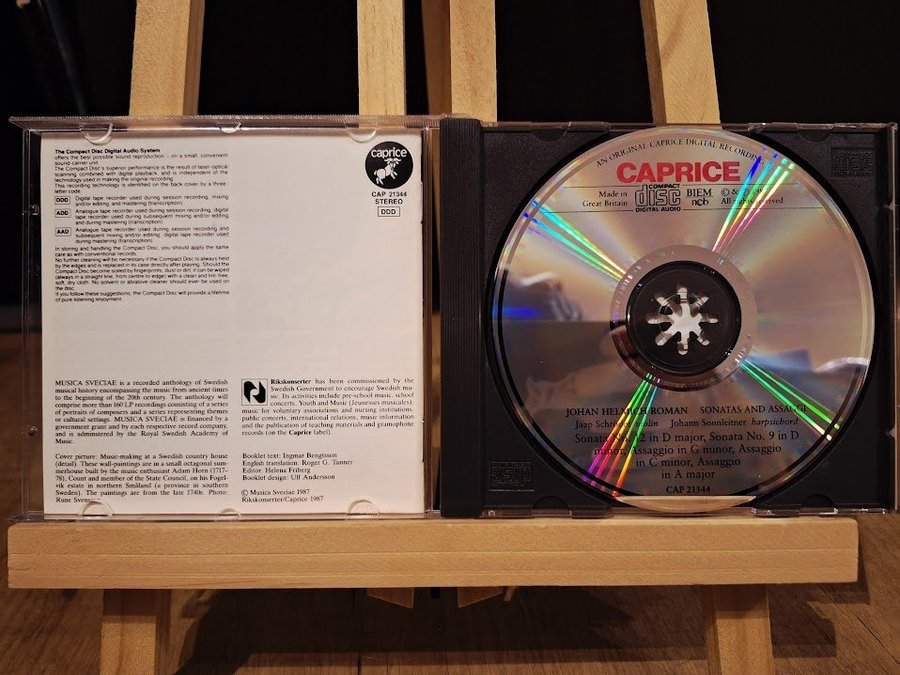 The Compact Disc Digital Audio System
offers the best possible sound reproduction – on a small, convenient
sound-carrier unit
The Compact Disc's superior performance is the result of laser optical
scanning combined with digital playback, and is independent of the
technology used in making the original recording
This recording technology is identified on the back cover by a three-
letter code:
DDD Digital tape recorder used during session recording, mixing
and/or editing, and mastering (transcription)
ADD Analogue tape recorder used during session recording, digital
tape recorder used during subsequent mixing and/or editing
and during mastering (transcription)
AAD Analogue tape recorder used during session recording and
subsequent mixing and/or editing; digital tape recorder used
during mastering (transcription)
In storing and handling the Compact Disc, you should apply the same
care as with conventional records.
No further cleaning will be necessary if the Compact Disc is always held
by the edges and is replaced in its case directly after playing. Should the
Compact Disc become soiled by fingerprints, dust or dirt, it can be wiped
(always in a straight line, from centre to edge) with a clean and lint free,
soft, dry cloth. No solvent or abrasive cleaner should ever be used on
the disc.
If you follow these suggestions, the Compact Disc will provide a lifetime
of pure listening enjoyment.
caprice
CAP 21344
STEREO
DDD
MUSICA SVECIAE is a recorded anthology of Swedish
musical history encompassing the music from ancient times
to the beginning of the 20th century. The anthology will
comprise more than 160 LP recordings consisting of a series
of portraits of composers and a series representing themes
or cultural settings. MUSICA SVECIAE is financed by a
government grant and by each respective record company,
and is administered by the Royal Swedish Academy of
Music.
Cover picture: Music-making at a Swedish country house
(detail). These wall-paintings are in a small octagonal sum-
merhouse built by the music enthusiast Adam Horn (1717–
78), Count and member of the State Council, on his Fogel-
vik estate in northern Småland (a province in southern
Sweden). The paintings are from the late 1740s. Photo:
Rune
Rikskonserter has been commissioned by the
Swedish Government to encourage Swedish mu-
sic. Its activities include pre-school music, school
concerts, Youth and Music (Jeunesses musicales),
music for voluntary associations and nursing institutions,
public concerts, international relations, music information
and the publication of teaching materials and gramophone
records (on the Caprice label).
Booklet text: Ingmar Bengtsson
English translation: Roger G. Tanner
Editor: Helena Friberg
Booklet design: Ulf Andersson
© Musica Sveciae 1987
Rikskonserter/Caprice 1987
AN ORIGINAL CAPRICE DIGITAL RECORDING
CAPRICE
Made in
Great Britain
COMPACT
disc
DIGITAL AUDIO
BIEM
ncb
© & ℗
All rights reserved
JOHAN HELMICH ROMAN SONATAS AND ASSAGGI
Jaap Schröder violin Johann Sonnleitner harpsichord
Sonata No. 12 in D major, Sonata No. 9 in D
minor, Assaggio in G minor, Assaggio
in C minor, Assaggio
in A major
CAP 21344